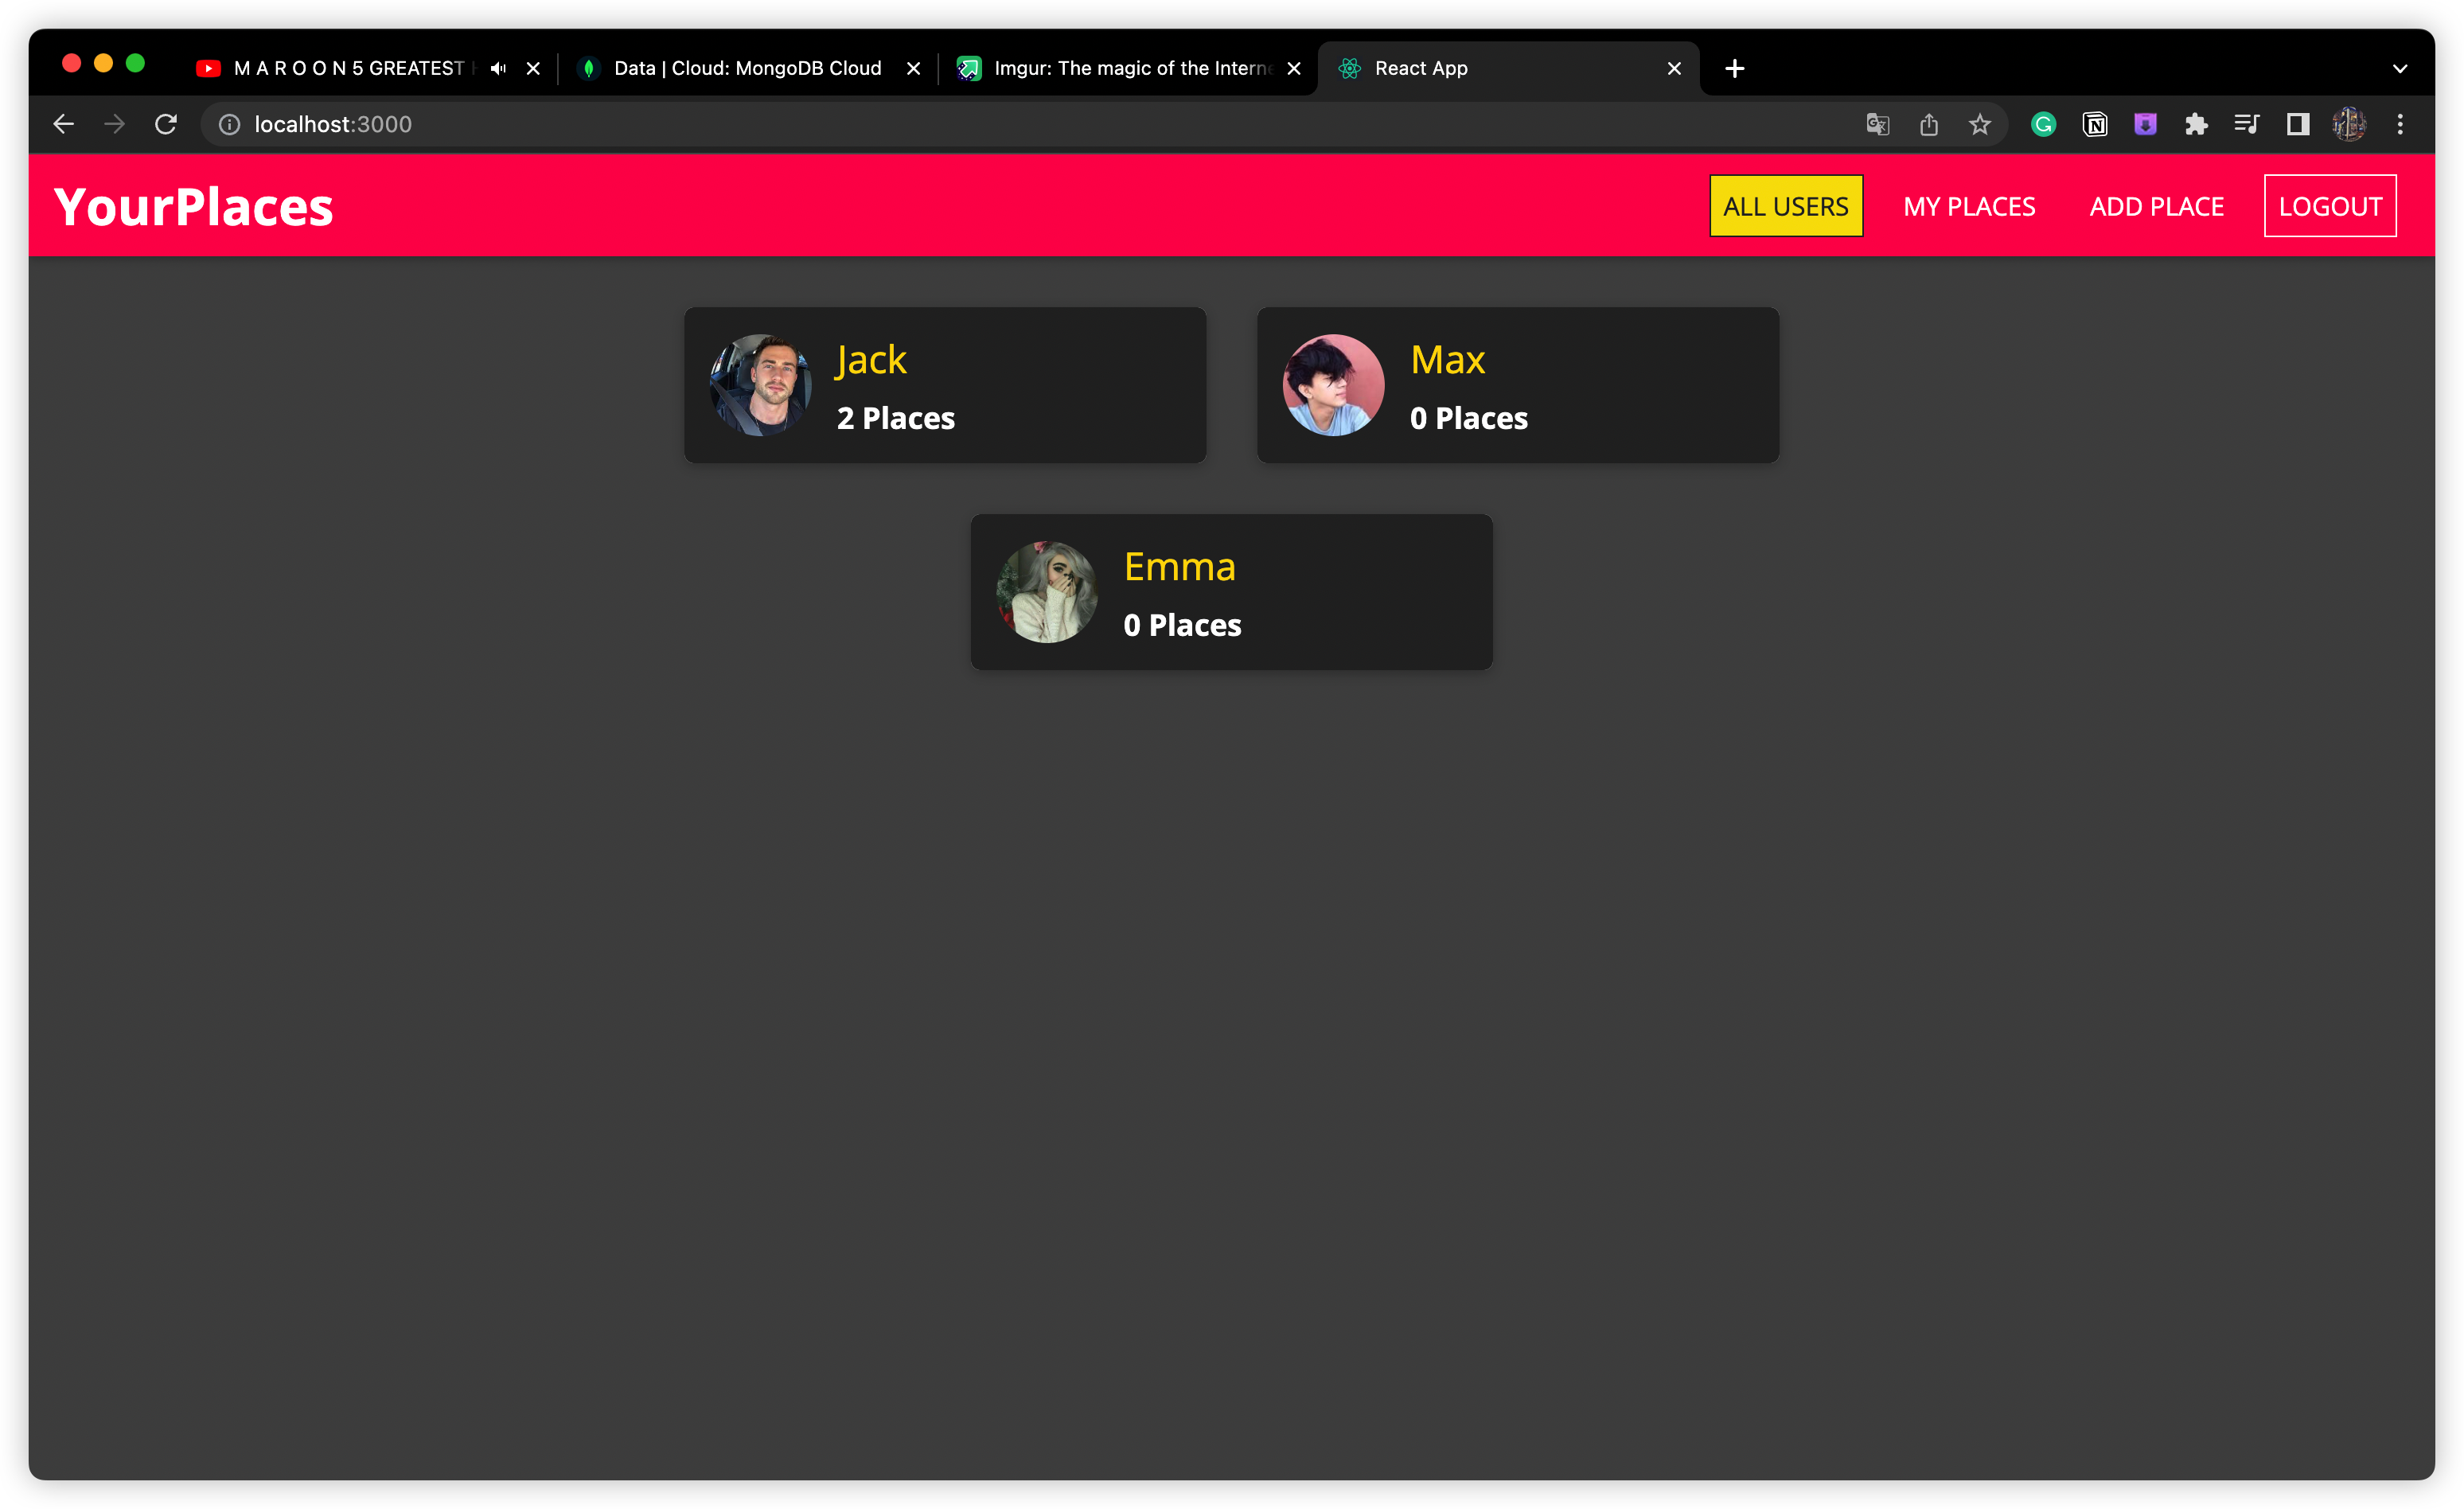 M A R O O N 5 GREATEST
Data | Cloud: MongoDB Cloud
Imgur: The magic of the Interne
React App
localhost:3000
YourPlaces
ALL USERS
MY PLACES
ADD PLACE
LOGOUT
Jack
2 Places
Max
0 Places
Emma
0 Places